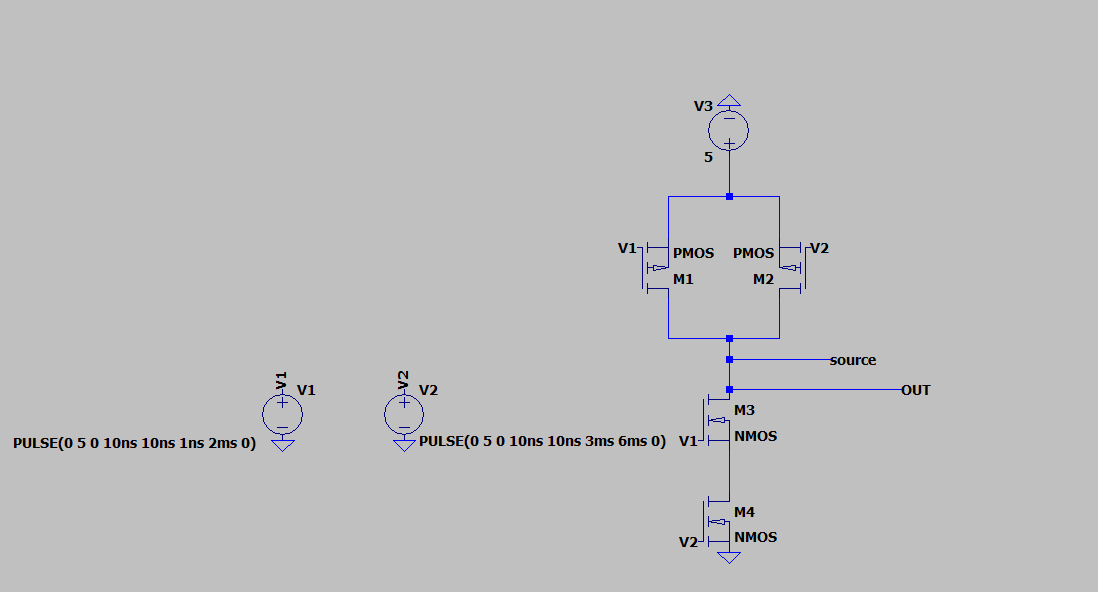 V3
5
V1
PMOS
PMOS
V2
M1
M2
source
V1
V1
V2
V2
OUT
M3
PULSE(0 5 0 10ns 10ns 1ns 2ms 0)
PULSE(0 5 0 10ns 10ns 3ms 6ms 0)
V1
NMOS
M4
V2
NMOS